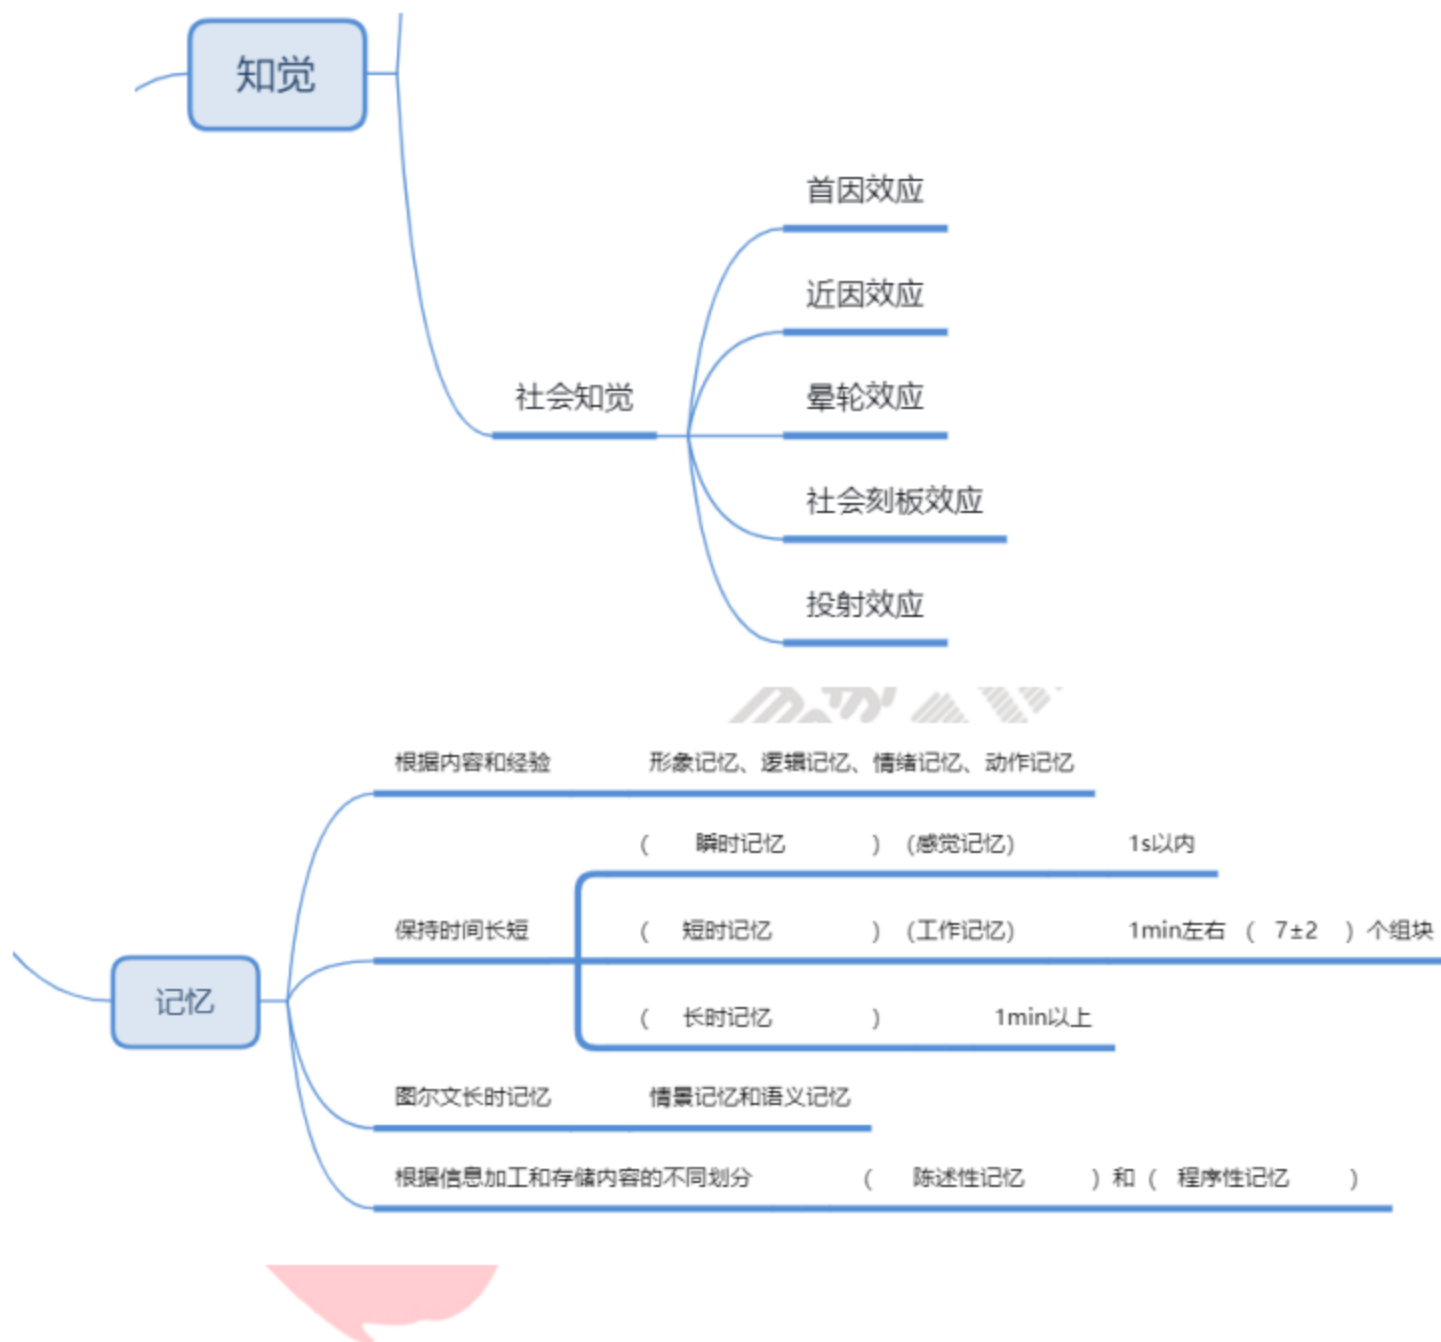 知觉
首因效应
近因效应
晕轮效应
社会知觉
社会刻板效应
投射效应
根据内容和经验 形象记忆、逻辑记忆、情绪记忆、动作记忆
( 瞬时记忆 ) (感觉记忆) 1s以内
保持时间长短 ( 短时记忆 ) (工作记忆) 1min左右 ( 7±2 ) 个组块
记忆
( 长时记忆 ) 1min以上
图尔文长时记忆 情景记忆和语义记忆
根据信息加工和存储内容的不同划分 ( 陈述性记忆 ) 和 ( 程序性记忆 )